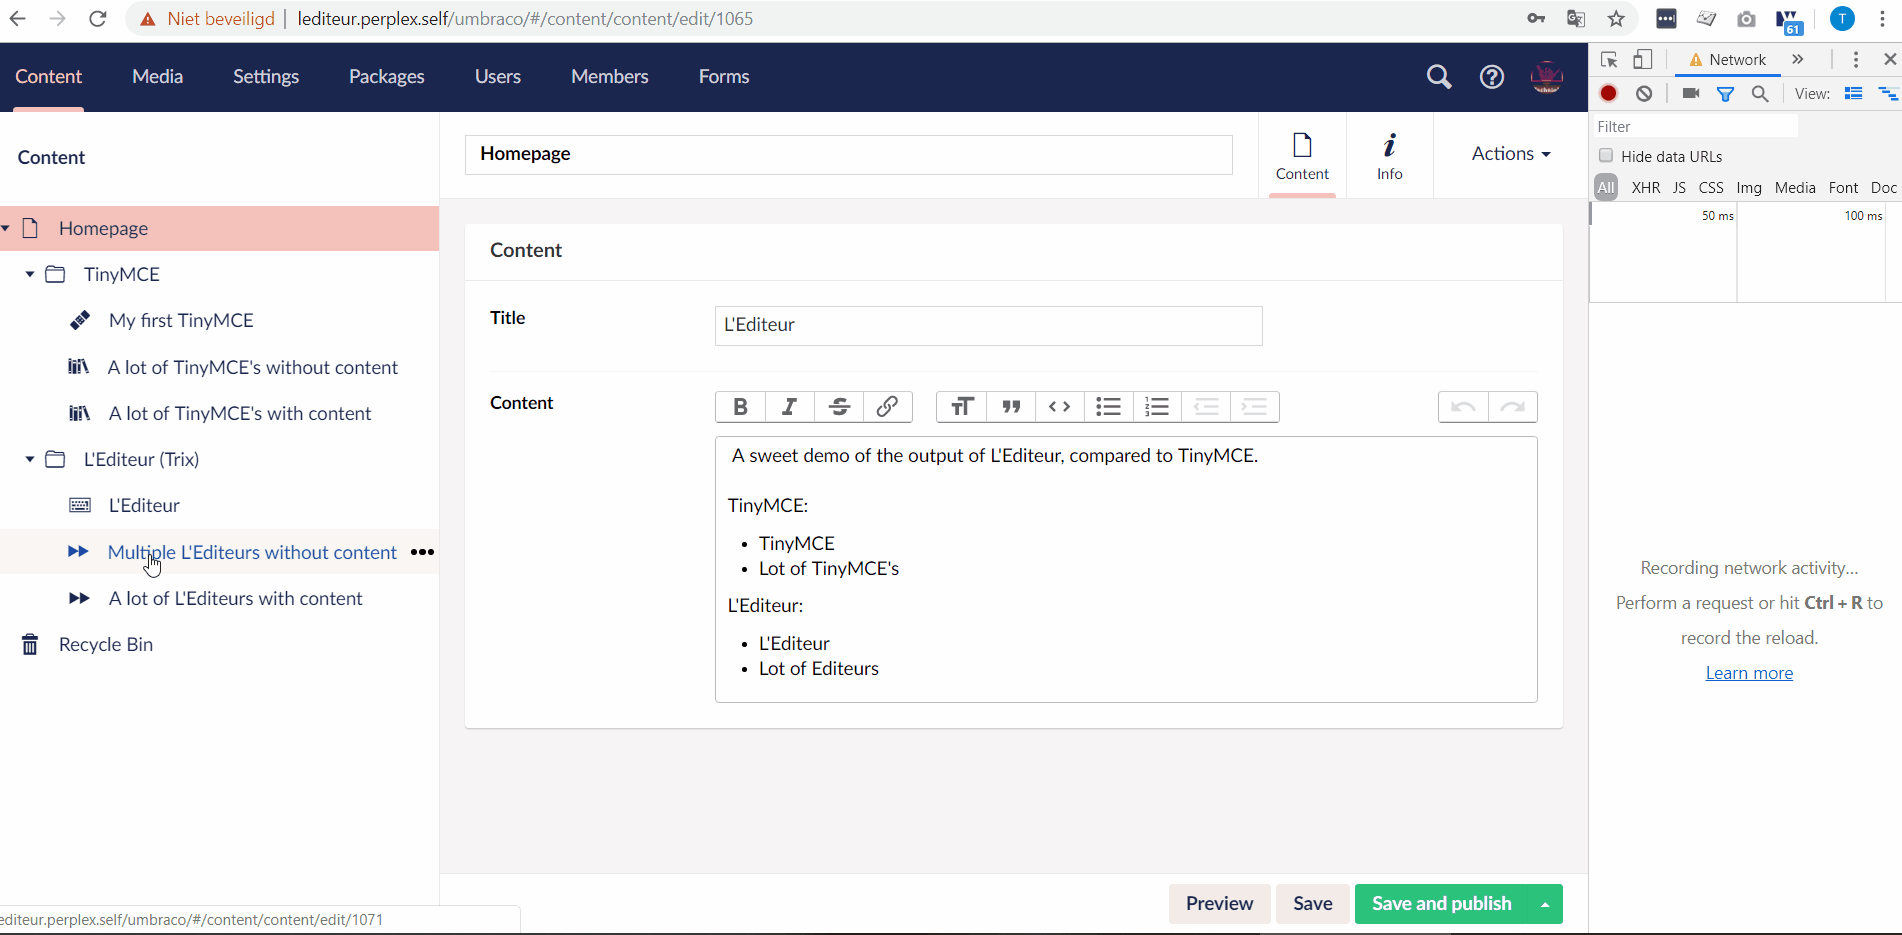 Niet beveiligd | lediteur.perplex.self/umbraco/#/content/content/edit/1065
61
T
Content Media Settings Packages Users Members Forms
Network
View:
Filter
Hide data URLs
All XHR JS CSS Img Media Font Doc
50 ms 100 ms
Content
Homepage
Content
Info
Actions
Homepage
TinyMCE
My first TinyMCE
A lot of TinyMCE's without content
A lot of TinyMCE's with content
L'Editeur (Trix)
L'Editeur
Multiple L'Editeurs without content
A lot of L'Editeurs with content
Recycle Bin
Content
Title
L'Editeur
Content
B I S
A sweet demo of the output of L'Editeur, compared to TinyMCE.
TinyMCE:
• TinyMCE
• Lot of TinyMCE's
L'Editeur:
• L'Editeur
• Lot of Editeurs
Recording network activity...
Perform a request or hit Ctrl + R to
record the reload.
Learn more
Preview Save Save and publish
editeur.perplex.self/umbraco/#/content/content/edit/1071